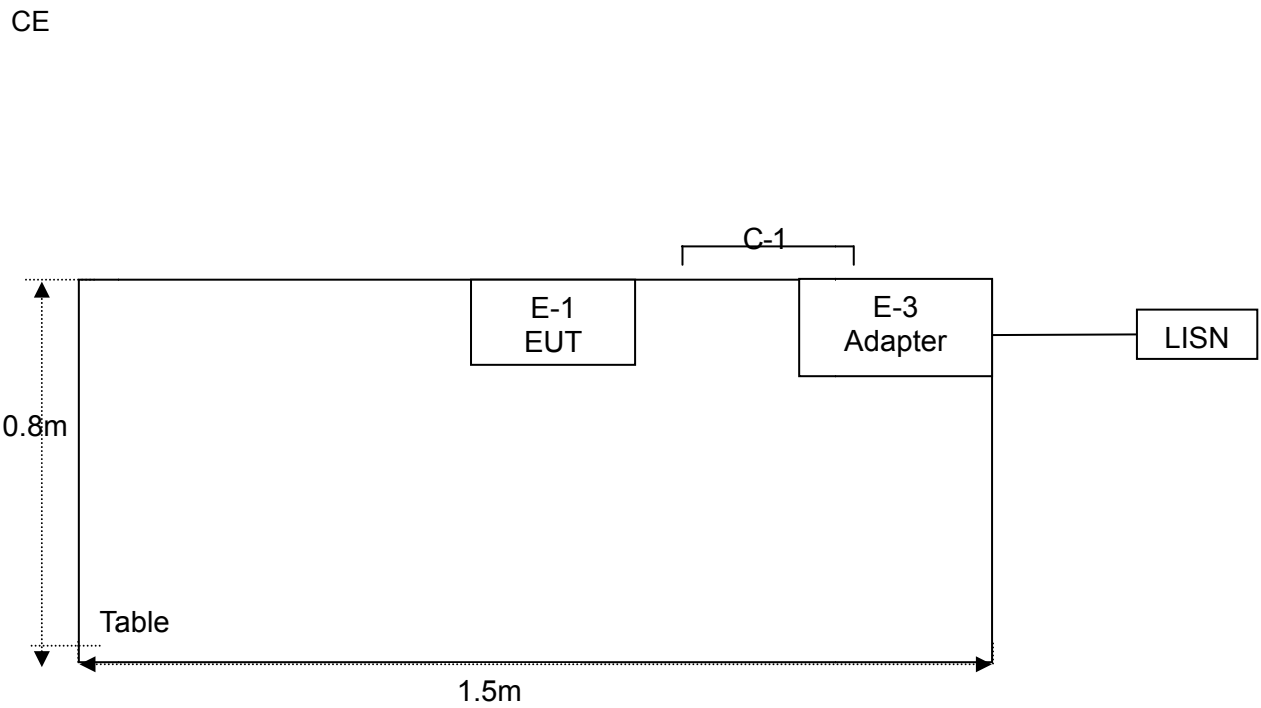 CE
C-1
E-1
EUT
E-3
Adapter
LISN
0.8m
Table
1.5m